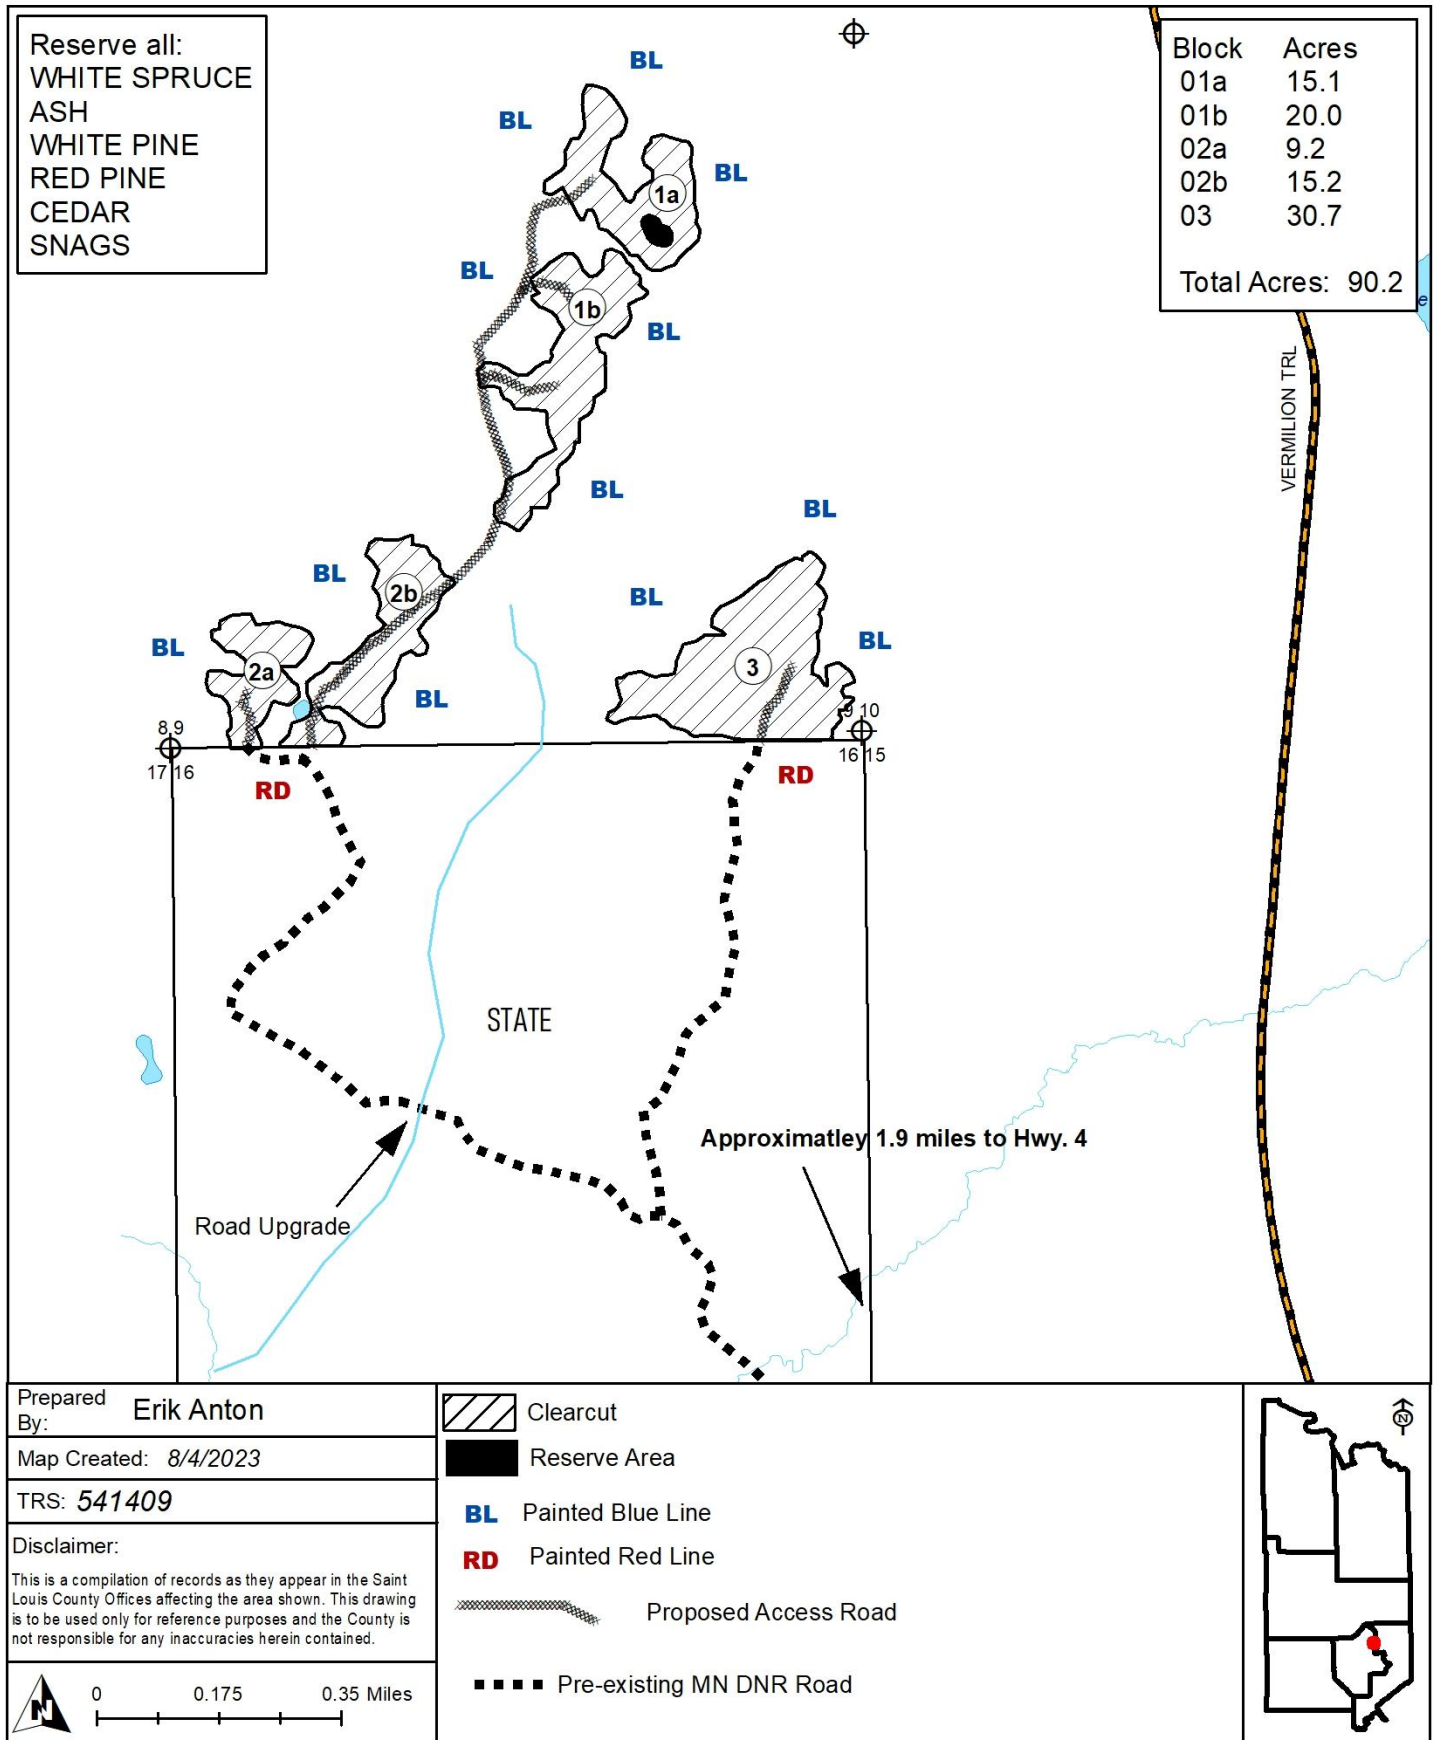 Reserve all:
WHITE SPRUCE
ASH
WHITE PINE
RED PINE
CEDAR
SNAGS
Block Acres
01a 15.1
01b 20.0
02a 9.2
02b 15.2
03 30.7
Total Acres: 90.2
e
BL
BL
BL
1a
BL
1b
BL
VERMILION TRL
BL
BL
BL
2b
BL
BL
BL
2a
3
BL
9 10
8 9
16 15
17 16
RD
RD
STATE
Approximatley 1.9 miles to Hwy. 4
Road Upgrade
Prepared
By: Erik Anton
Map Created: 8/4/2023
TRS: 541409
Disclaimer:
This is a compilation of records as they appear in the Saint
Louis County Offices affecting the area shown. This drawing
is to be used only for reference purposes and the County is
not responsible for any inaccuracies herein contained.
N
0 0.175 0.35 Miles
Clearcut
Reserve Area
BL Painted Blue Line
RD Painted Red Line
Proposed Access Road
Pre-existing MN DNR Road
N